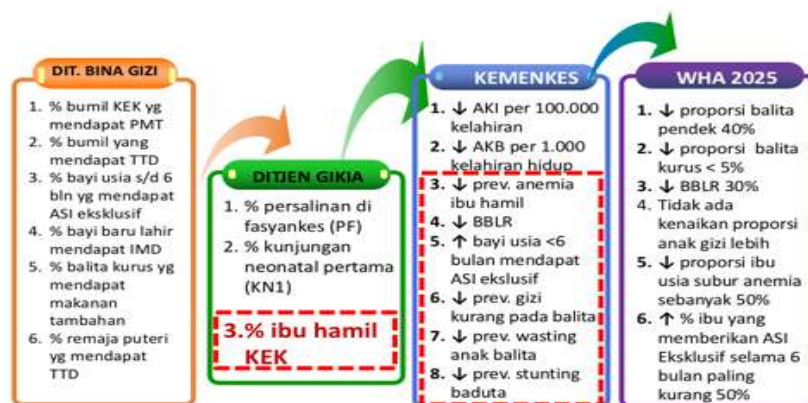 DIT. BINA GIZI
1. % bumil KEK yg
mendapat PMT
2. % bumil yang
mendapat TTD
3. % bayi usia s/d 6
bln yg mendapat
ASI eksklusif
4. % bayi baru lahir
mendapat IMD
5. % balita kurus yg
mendapat
makanan
tambahan
6. % remaja puteri
yg mendapat
TTD
DITJEN GIKIA
1. % persalinan di
fasyankes (PF)
2. % kunjungan
neonatal pertama
(KN1)
3.% ibu hamil
KEK
KEMENKES
1. ↓ AKI per 100.000
kelahiran
2. ↓ AKB per 1.000
kelahiran hidup
3. ↓ prev. anemia
ibu hamil
4. ↓ BBLR
5. ↑ bayi usia <6
bulan mendapat
ASI ekslusif
6. ↓ prev. gizi
kurang pada balita
7. ↓ prev. wasting
anak balita
8. ↓ prev. stunting
baduta
WHA 2025
1. ↓ proporsi balita
pendek 40%
2. ↓ proporsi balita
kurus < 5%
3. ↓ BBLR 30%
4. Tidak ada
kenaikan proporsi
anak gizi lebih
5. ↓ proporsi ibu
usia subur anemia
sebanyak 50%
6. ↑ % ibu yang
memberikan ASI
Eksklusif selama 6
bulan paling
kurang 50%